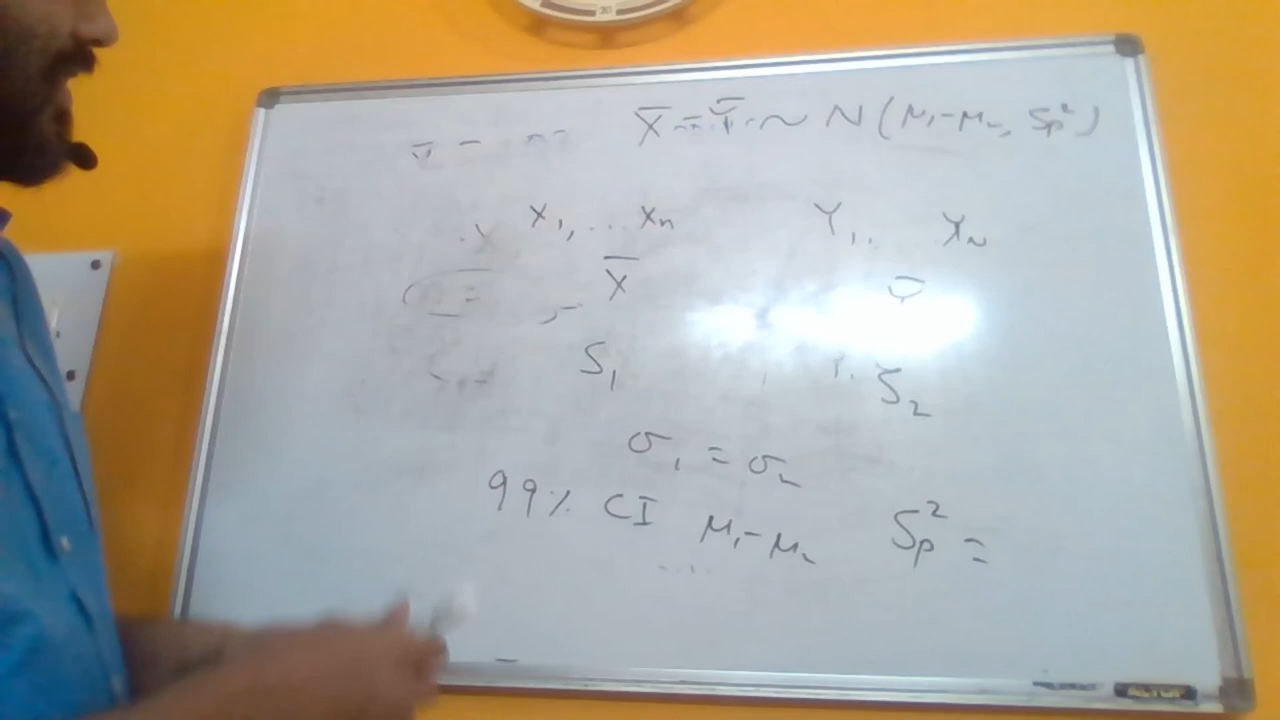 X̄ - Ȳ ~ N(μ₁-μ₂, Sp²)
X₁, ... Xn Y₁, Yn
X̄ Ȳ
S₁ S₂
σ₁ = σ₂
99% CI μ₁-μ₂ Sp² =